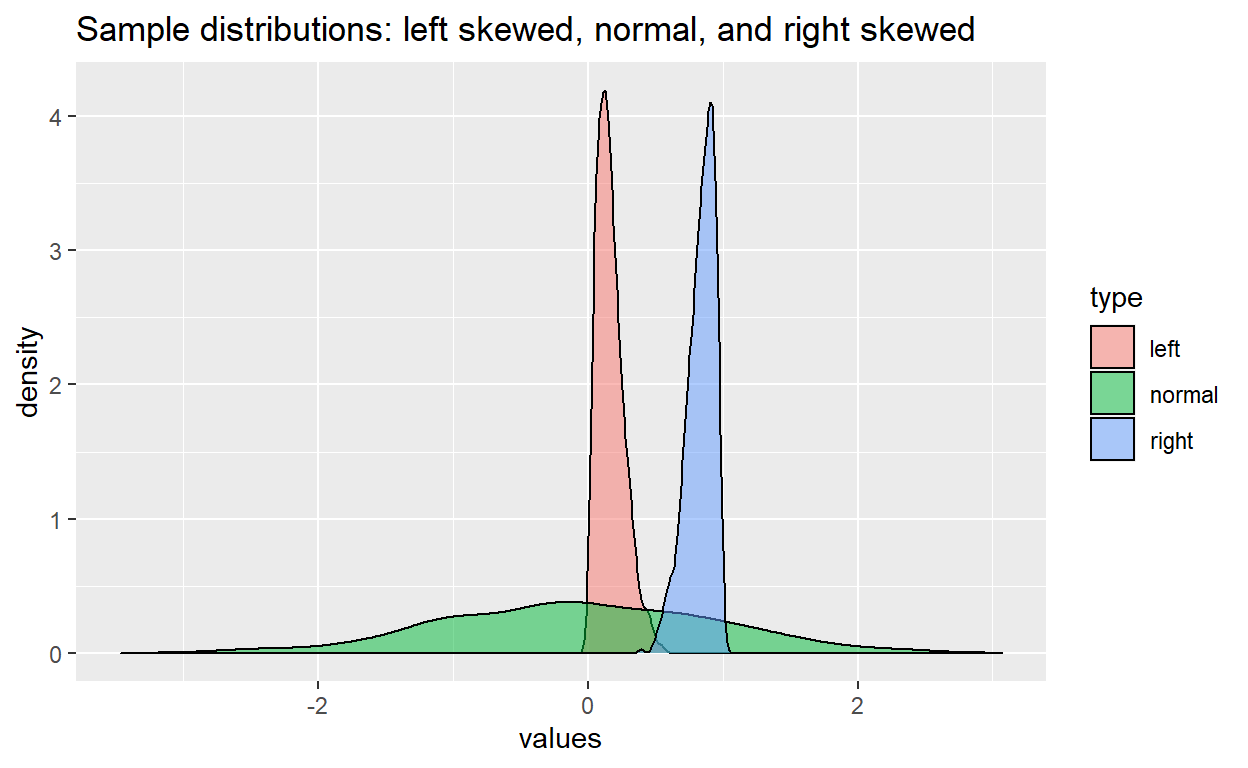 Sample distributions: left skewed, normal, and right skewed
4
3
2
1
0
density
-2
0
2
values
type
left
normal
right